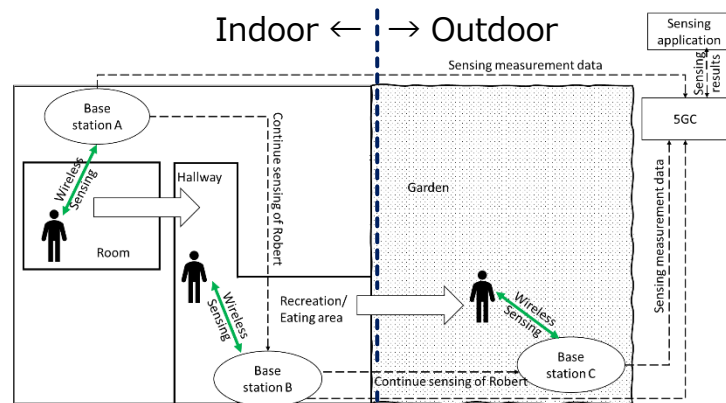 Indoor ← → Outdoor
Sensing
application
Sensing measurement data
Sensing
results
Base
station A
5GC
Continue sensing of Robert
Wireless
Sensing
Hallway
Garden
Room
Sensing measurement data
Wireless
Sensing
Recreation/
Eating area
Wireless
Sensing
Base
station B
Continue sensing of Robert
Base
station C